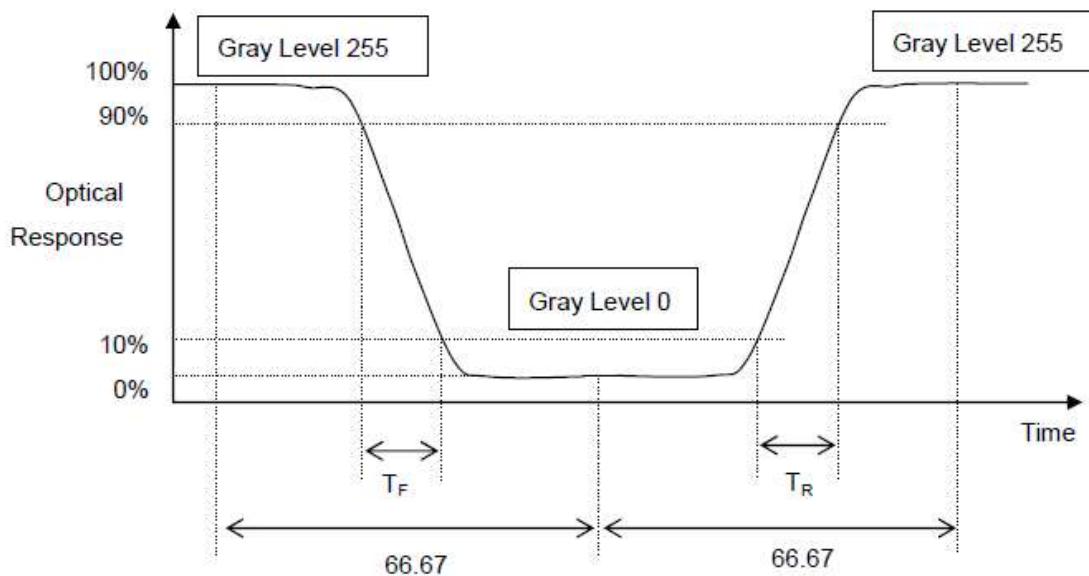 Gray Level 255
Gray Level 255
100%
90%
Optical
Response
Gray Level 0
10%
0%
Time
TF
TR
66.67
66.67